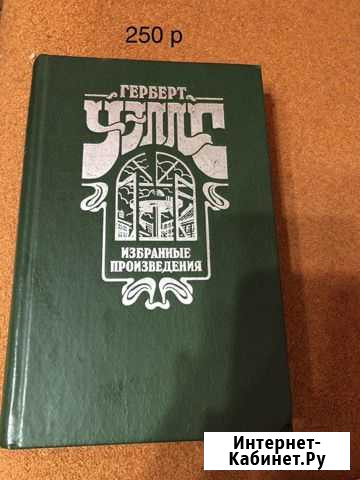 250 р
ГЕРБЕРТ
УЭЛЛС
ИЗБРАННЫЕ
ПРОИЗВЕДЕНИЯ
Интернет-
Кабинет.Ру